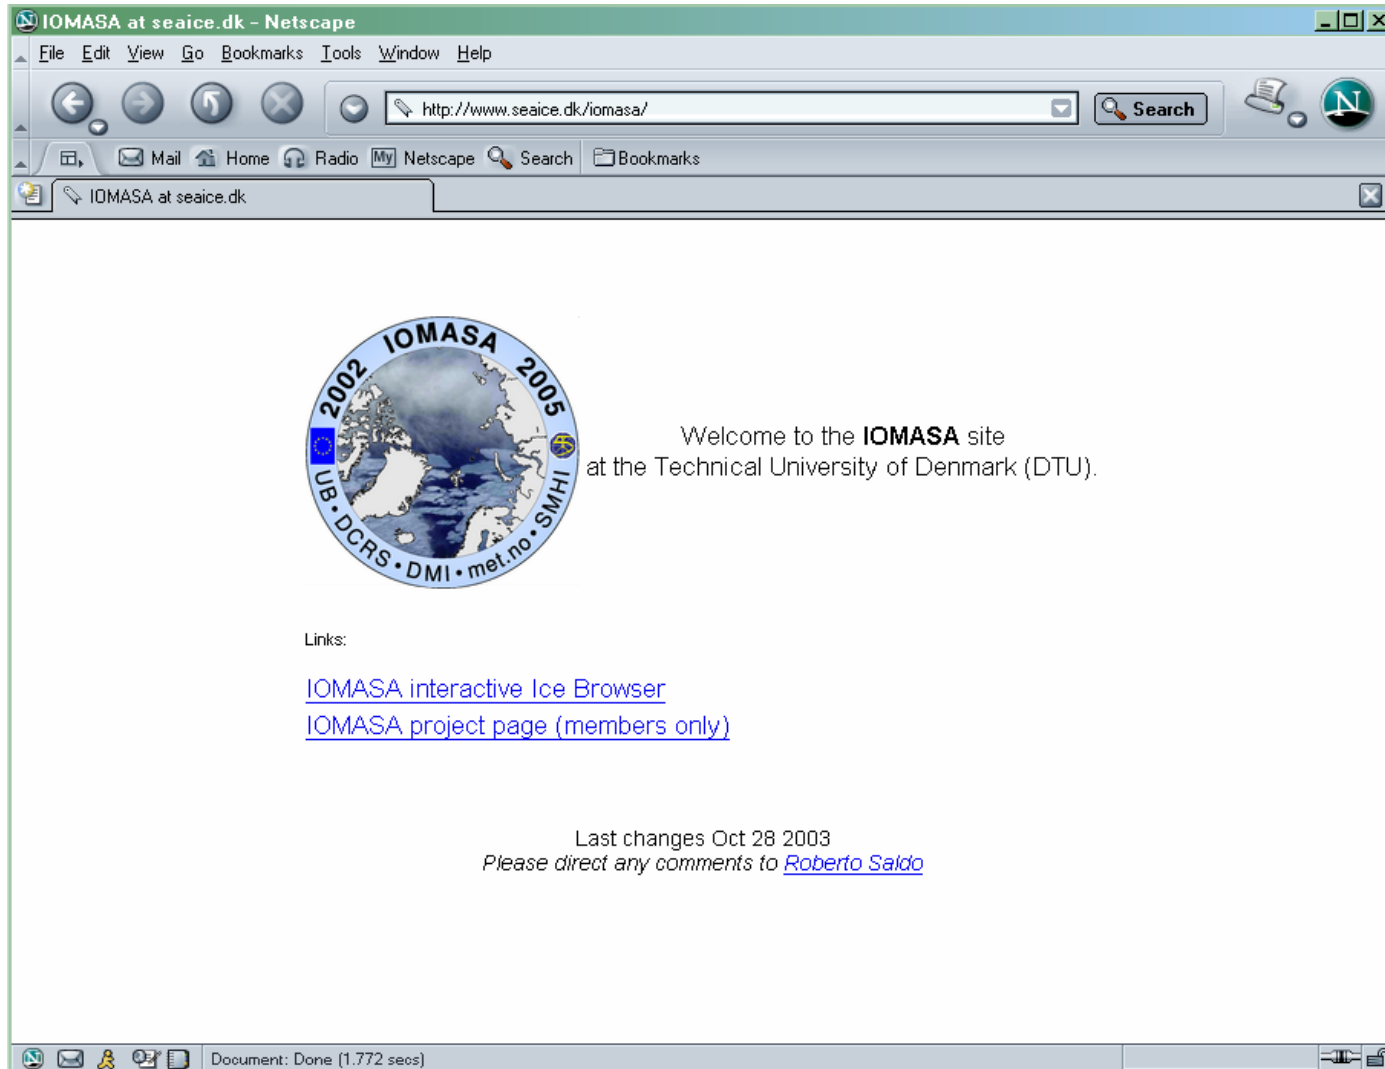 IOMASA at seaice.dk - Netscape
File Edit View Go Bookmarks Tools Window Help
http://www.seaice.dk/iomasa/
Search
N
Mail Home Radio My Netscape Search Bookmarks
IOMASA at seaice.dk
2002 IOMASA 2005
UB • DCRS • DMI • met.no • SMHI
Welcome to the IOMASA site
at the Technical University of Denmark (DTU).
Links:
IOMASA interactive Ice Browser
IOMASA project page (members only)
Last changes Oct 28 2003
Please direct any comments to Roberto Saldo
Document: Done (1.772 secs)